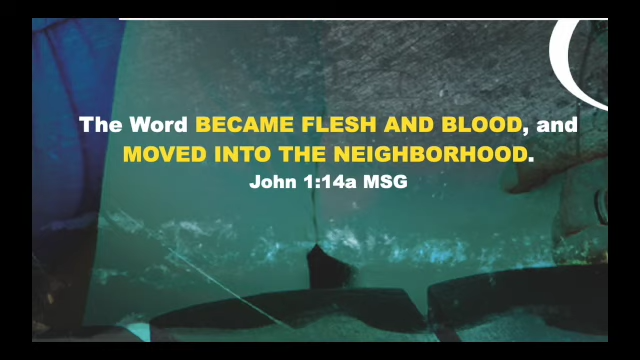 The Word BECAME FLESH AND BLOOD, and
MOVED INTO THE NEIGHBORHOOD.
John 1:14a MSG